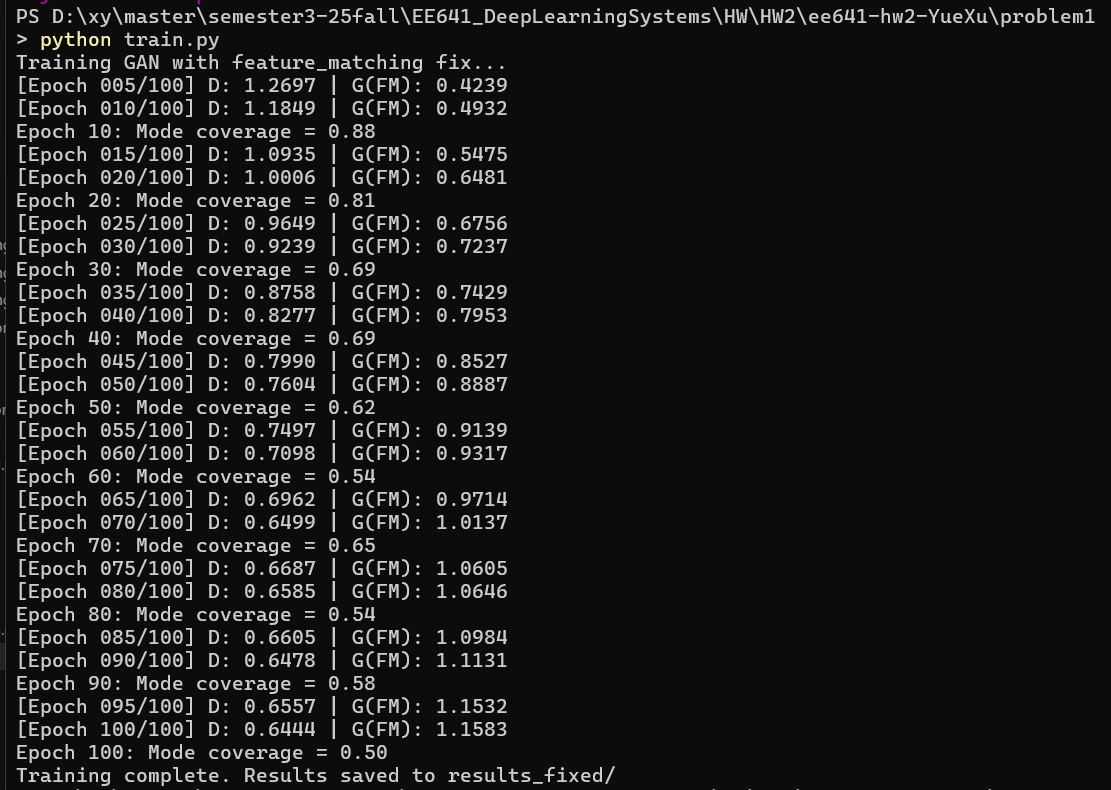 PS D:\xy\master\semester3-25fall\EE641_DeepLearningSystems\HW\HW2\ee641-hw2-YueXu\problem1
> python train.py
Training GAN with feature_matching fix...
[Epoch 005/100] D: 1.2697 | G(FM): 0.4239
[Epoch 010/100] D: 1.1849 | G(FM): 0.4932
Epoch 10: Mode coverage = 0.88
[Epoch 015/100] D: 1.0935 | G(FM): 0.5475
[Epoch 020/100] D: 1.0006 | G(FM): 0.6481
Epoch 20: Mode coverage = 0.81
[Epoch 025/100] D: 0.9649 | G(FM): 0.6756
[Epoch 030/100] D: 0.9239 | G(FM): 0.7237
Epoch 30: Mode coverage = 0.69
[Epoch 035/100] D: 0.8758 | G(FM): 0.7429
[Epoch 040/100] D: 0.8277 | G(FM): 0.7953
Epoch 40: Mode coverage = 0.69
[Epoch 045/100] D: 0.7990 | G(FM): 0.8527
[Epoch 050/100] D: 0.7604 | G(FM): 0.8887
Epoch 50: Mode coverage = 0.62
[Epoch 055/100] D: 0.7497 | G(FM): 0.9139
[Epoch 060/100] D: 0.7098 | G(FM): 0.9317
Epoch 60: Mode coverage = 0.54
[Epoch 065/100] D: 0.6962 | G(FM): 0.9714
[Epoch 070/100] D: 0.6499 | G(FM): 1.0137
Epoch 70: Mode coverage = 0.65
[Epoch 075/100] D: 0.6687 | G(FM): 1.0605
[Epoch 080/100] D: 0.6585 | G(FM): 1.0646
Epoch 80: Mode coverage = 0.54
[Epoch 085/100] D: 0.6605 | G(FM): 1.0984
[Epoch 090/100] D: 0.6478 | G(FM): 1.1131
Epoch 90: Mode coverage = 0.58
[Epoch 095/100] D: 0.6557 | G(FM): 1.1532
[Epoch 100/100] D: 0.6444 | G(FM): 1.1583
Epoch 100: Mode coverage = 0.50
Training complete. Results saved to results_fixed/